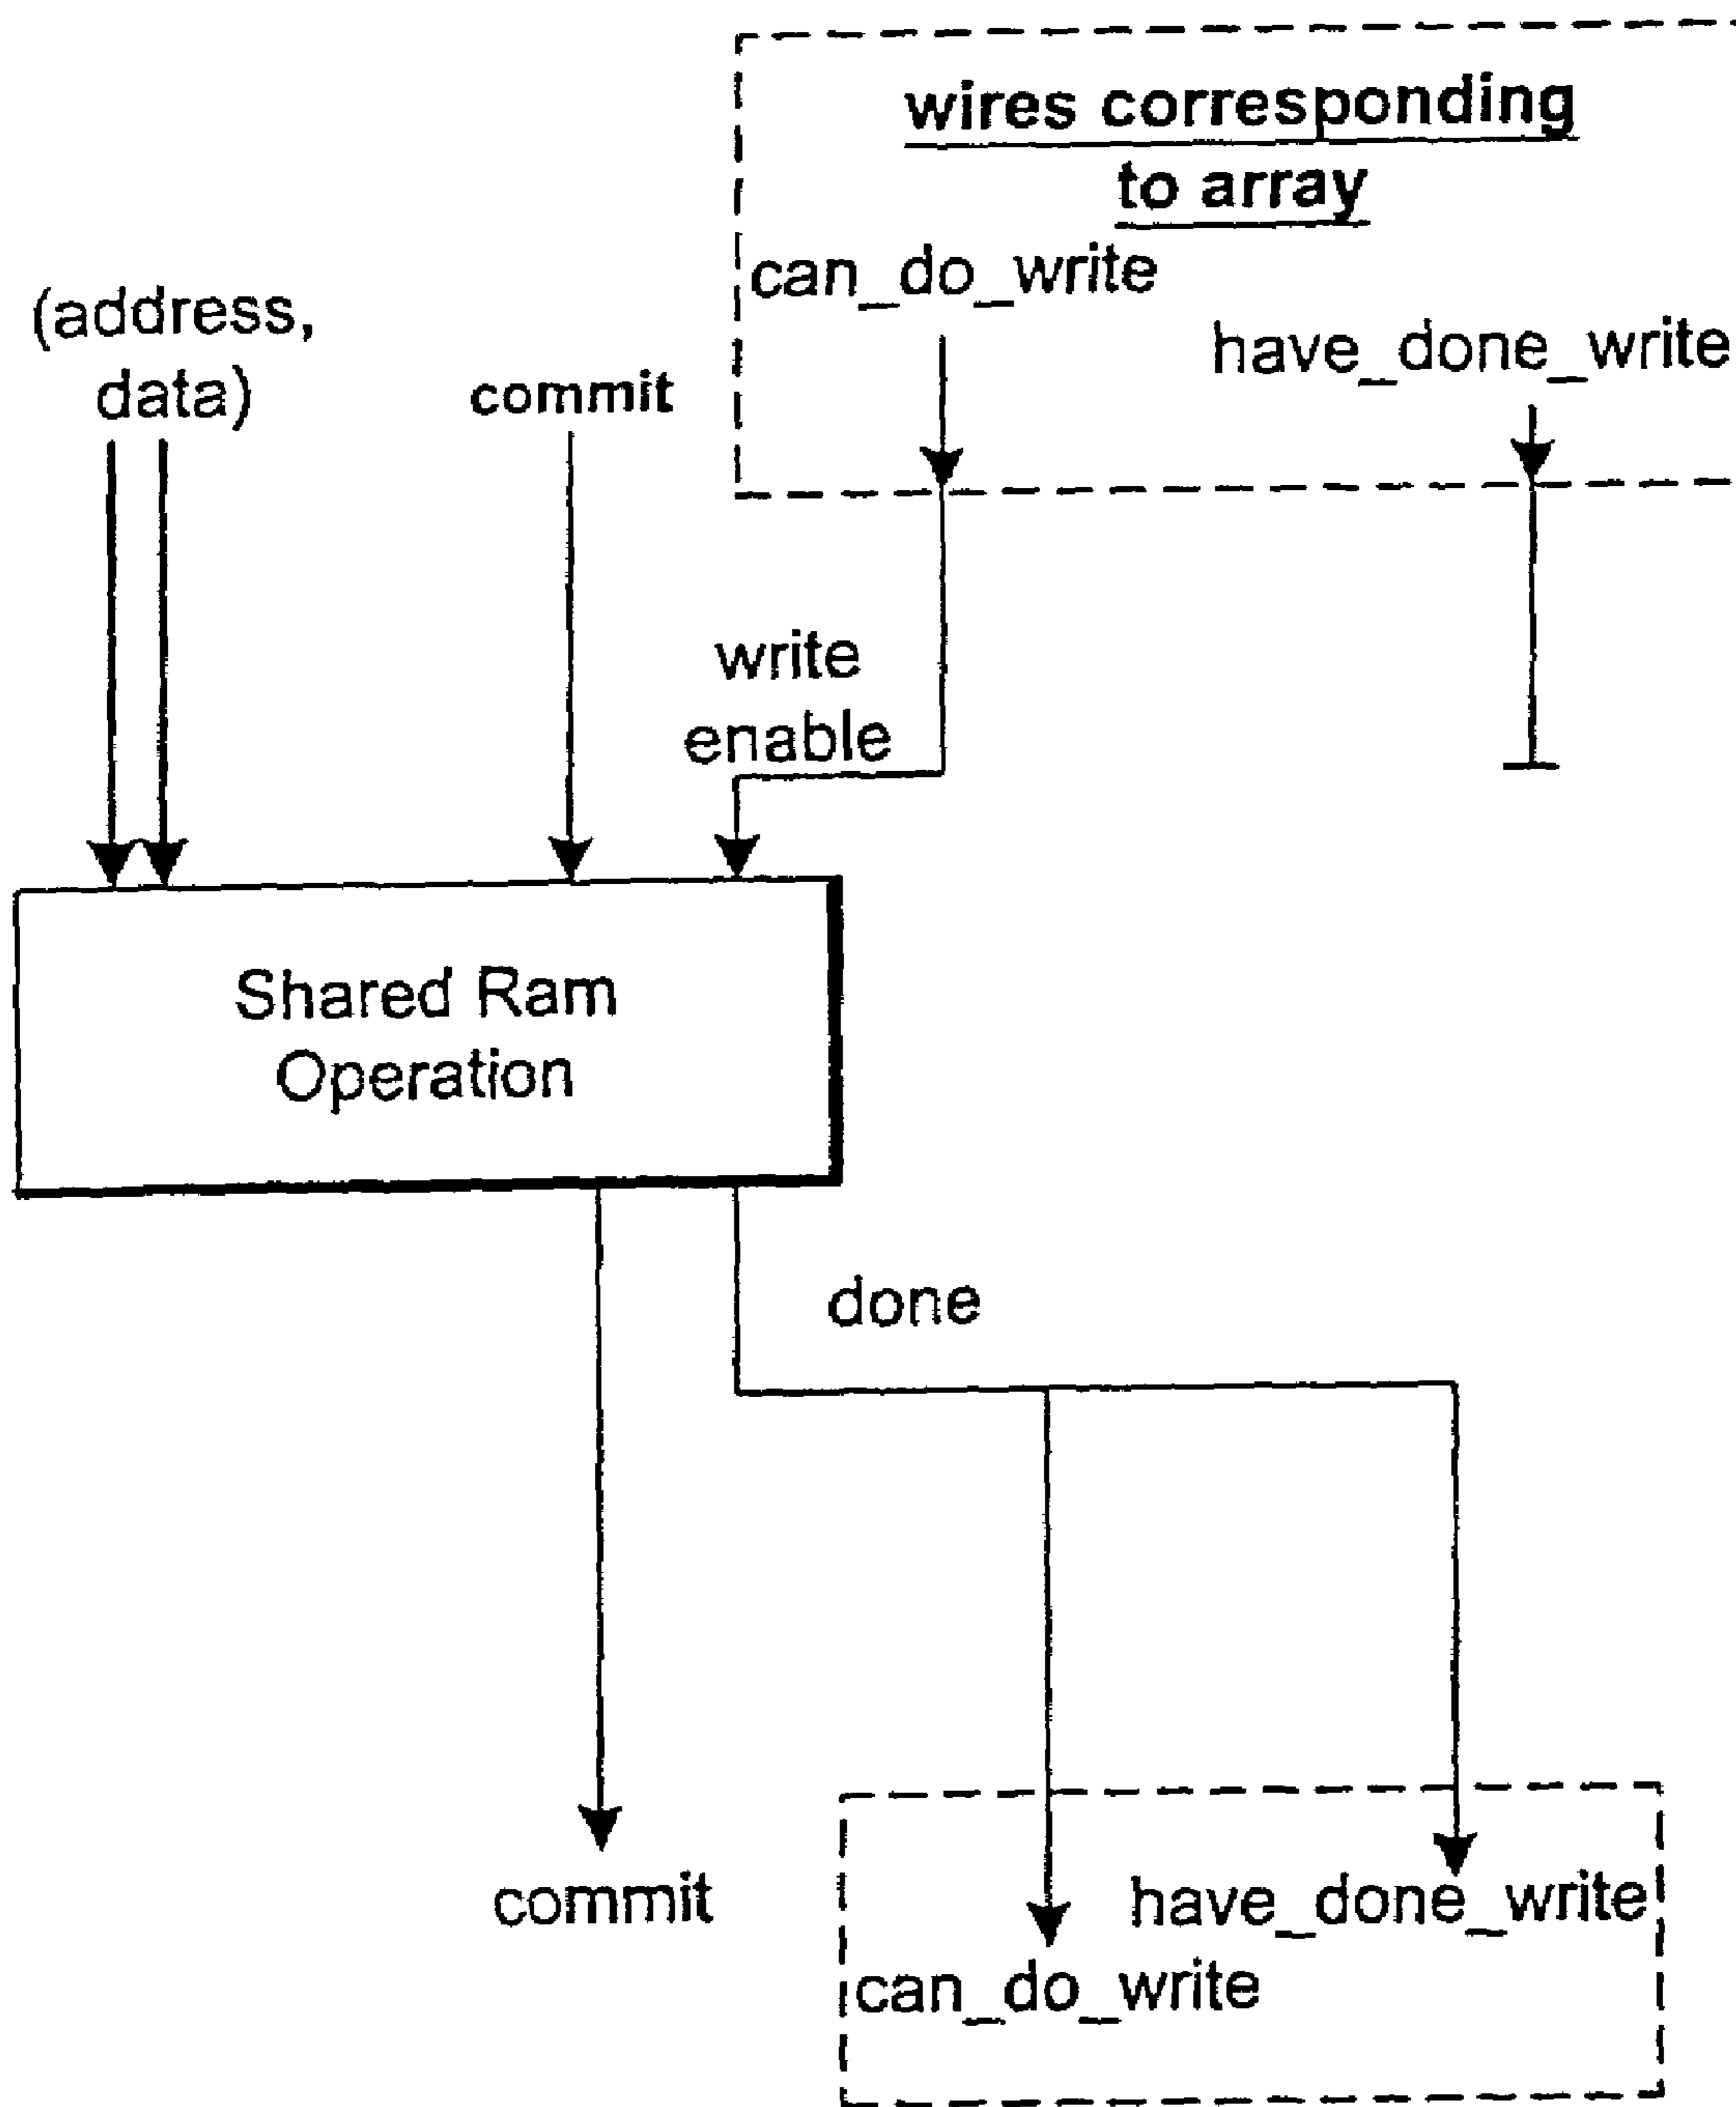 wires corresponding
to array
can_do_write
(address,
data)
commit
have_done_write
write
enable
Shared Ram
Operation
done
commit
have_done_write
can_do_write